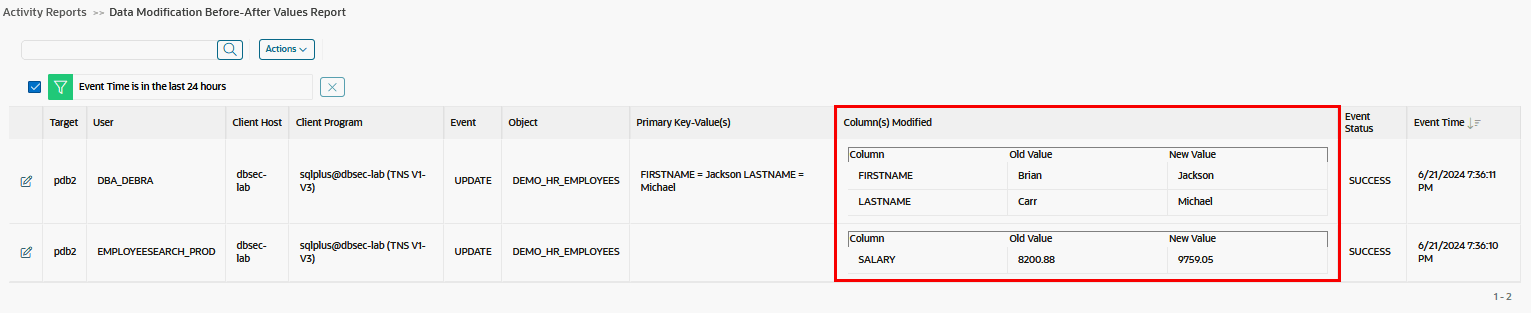 Activity Reports >> Data Modification Before-After Values Report
Actions
Event Time is in the last 24 hours
Target User Client Host Client Program Event Object Primary Key-Value(s) Column(s) Modified Event Status Event Time
Column Old Value New Value
pdb2 DBA_DEBRA dbsec-lab sqlplus@dbsec-lab (TNS V1-V3) UPDATE DEMO_HR_EMPLOYEES FIRSTNAME = Jackson LASTNAME = Michael FIRSTNAME Brian Jackson SUCCESS 6/21/2024 7:36:11 PM
LASTNAME Carr Michael
Column Old Value New Value
pdb2 EMPLOYEESEARCH_PROD dbsec-lab sqlplus@dbsec-lab (TNS V1-V3) UPDATE DEMO_HR_EMPLOYEES SALARY 8200.88 9759.05 SUCCESS 6/21/2024 7:36:10 PM
1 - 2